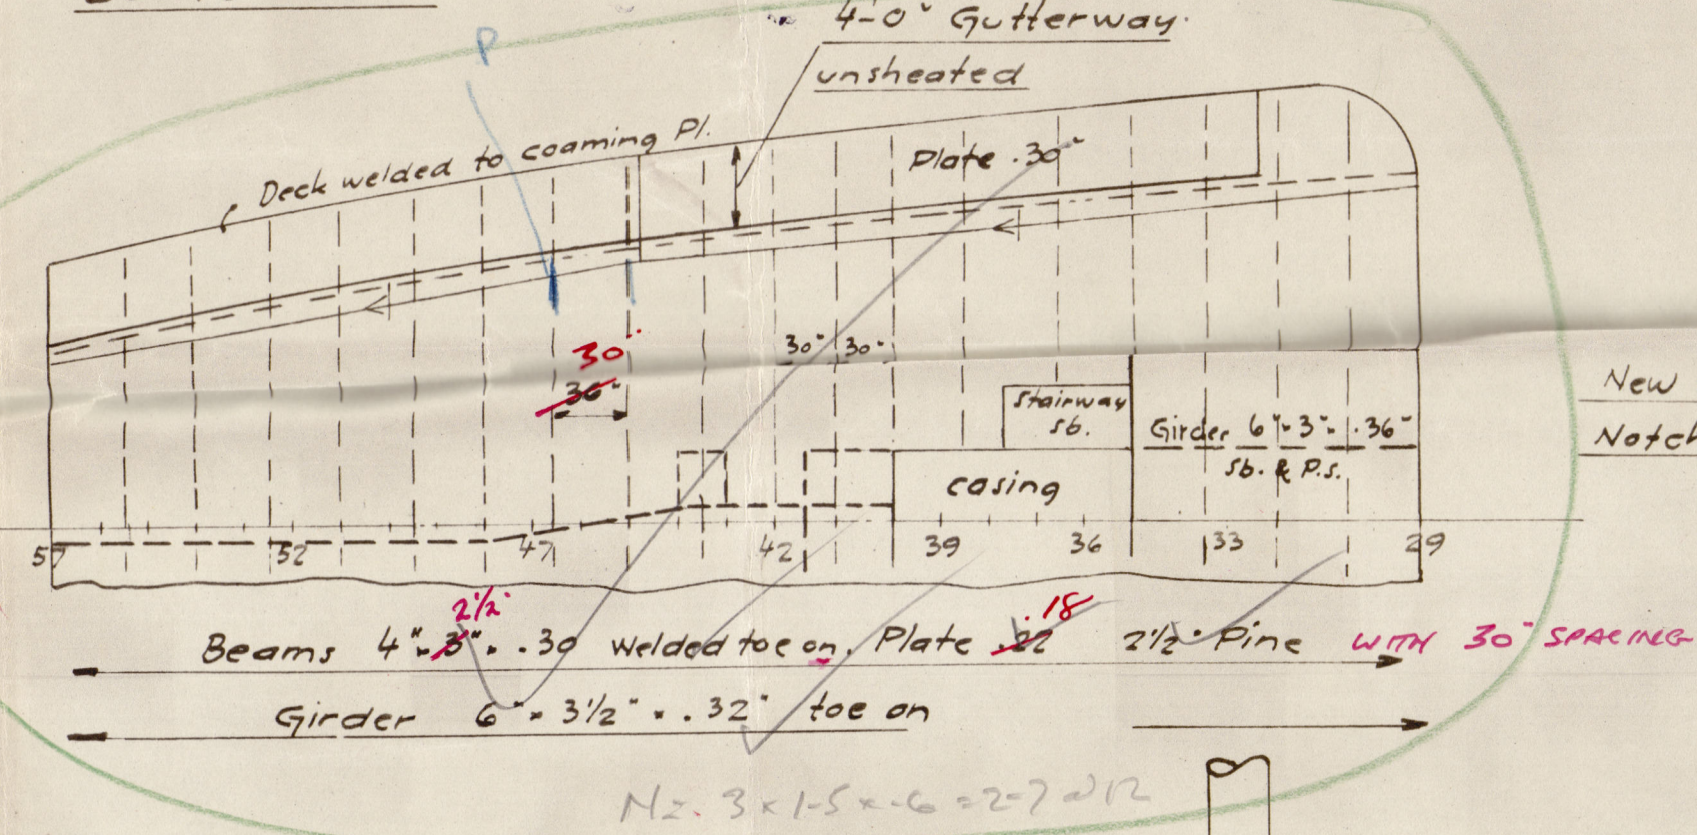 P
4-0" Gutterway.
unsheated
Deck welded to coaming Pl.
Plate .30"
30"
36"
30" 30"
Stairway
sb.
Girder 6"×3"× .36"
sb. & P.S.
casing
New
Notch
57 52 47 42 39 36 33 29
2½"
.18
Beams 4"×3"× .30 welded toe on. Plate .22 2½" Pine WITH 30" SPACING
Girder 6"× 3½"× .32" toe on